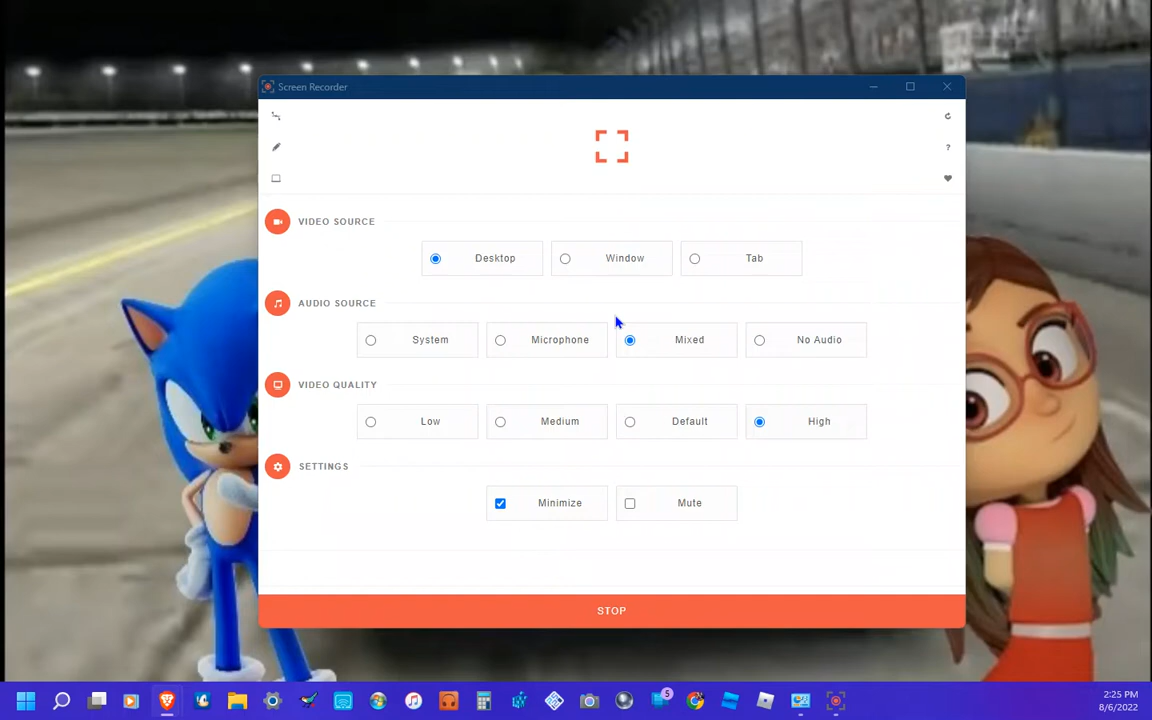 Screen Recorder
?
VIDEO SOURCE
Desktop Window Tab
AUDIO SOURCE
System Microphone Mixed No Audio
VIDEO QUALITY
Low Medium Default High
SETTINGS
Minimize Mute
STOP
5
2:25 PM
8/6/2022